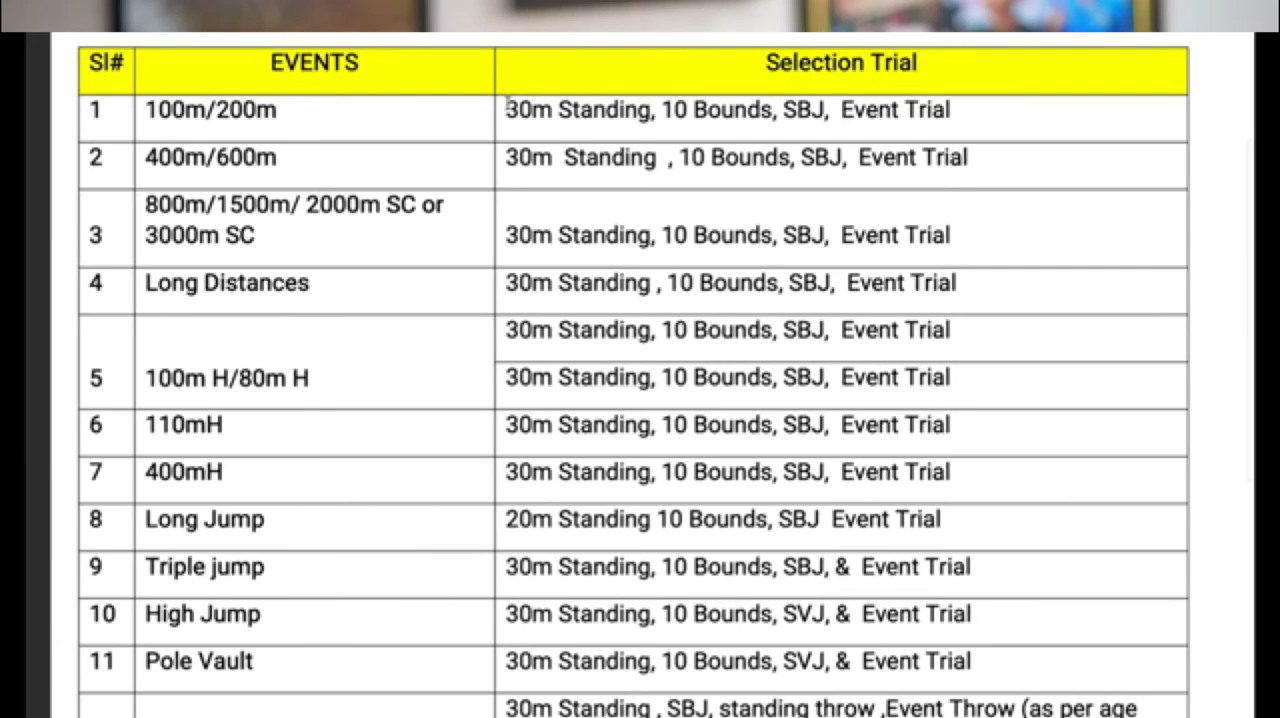 Sl# EVENTS Selection Trial
1 100m/200m 30m Standing, 10 Bounds, SBJ, Event Trial
2 400m/600m 30m Standing , 10 Bounds, SBJ, Event Trial
800m/1500m/ 2000m SC or
3 3000m SC 30m Standing, 10 Bounds, SBJ, Event Trial
4 Long Distances 30m Standing , 10 Bounds, SBJ, Event Trial
30m Standing, 10 Bounds, SBJ, Event Trial
5 100m H/80m H 30m Standing, 10 Bounds, SBJ, Event Trial
6 110mH 30m Standing, 10 Bounds, SBJ, Event Trial
7 400mH 30m Standing, 10 Bounds, SBJ, Event Trial
8 Long Jump 20m Standing 10 Bounds, SBJ Event Trial
9 Triple jump 30m Standing, 10 Bounds, SBJ, & Event Trial
10 High Jump 30m Standing, 10 Bounds, SVJ, & Event Trial
11 Pole Vault 30m Standing, 10 Bounds, SVJ, & Event Trial
30m Standing , SBJ, standing throw ,Event Throw (as per age